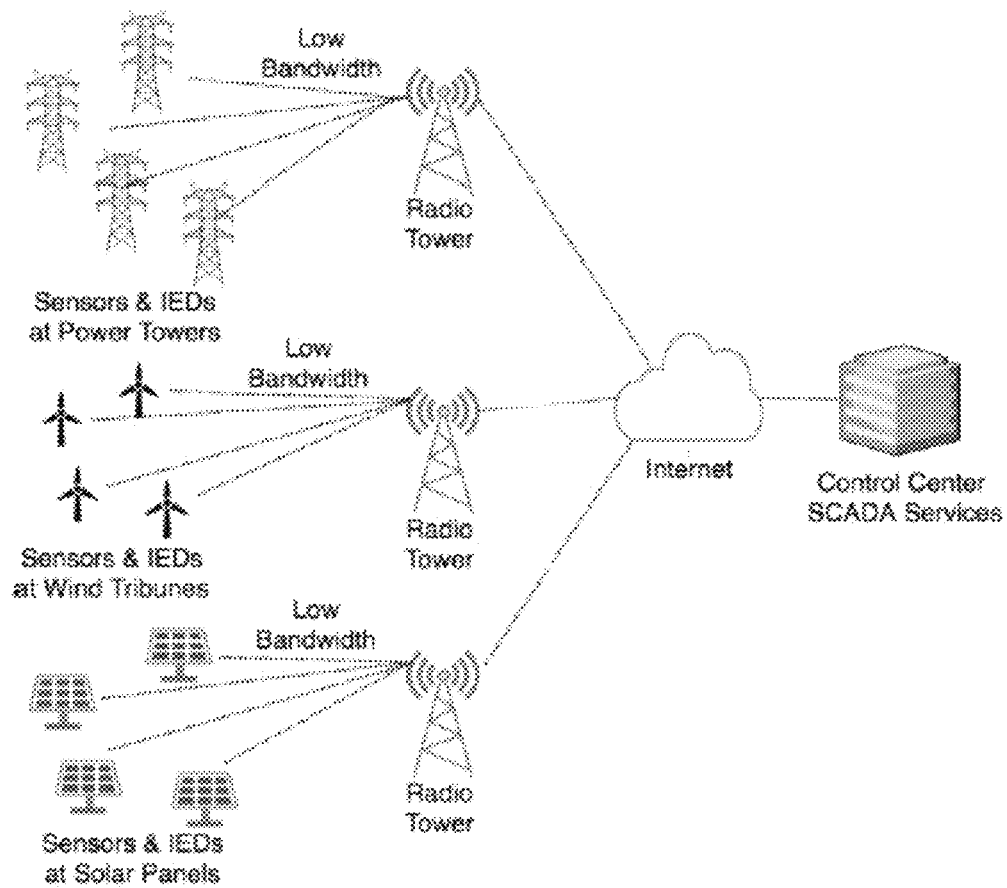 Low
Bandwidth
Radio
Tower
Sensors & IEDs
at Power Towers
Low
Bandwidth
Radio
Tower
Sensors & IEDs
at Wind Tribunes
Internet
Control Center
SCADA Services
Low
Bandwidth
Radio
Tower
Sensors & IEDs
at Solar Panels